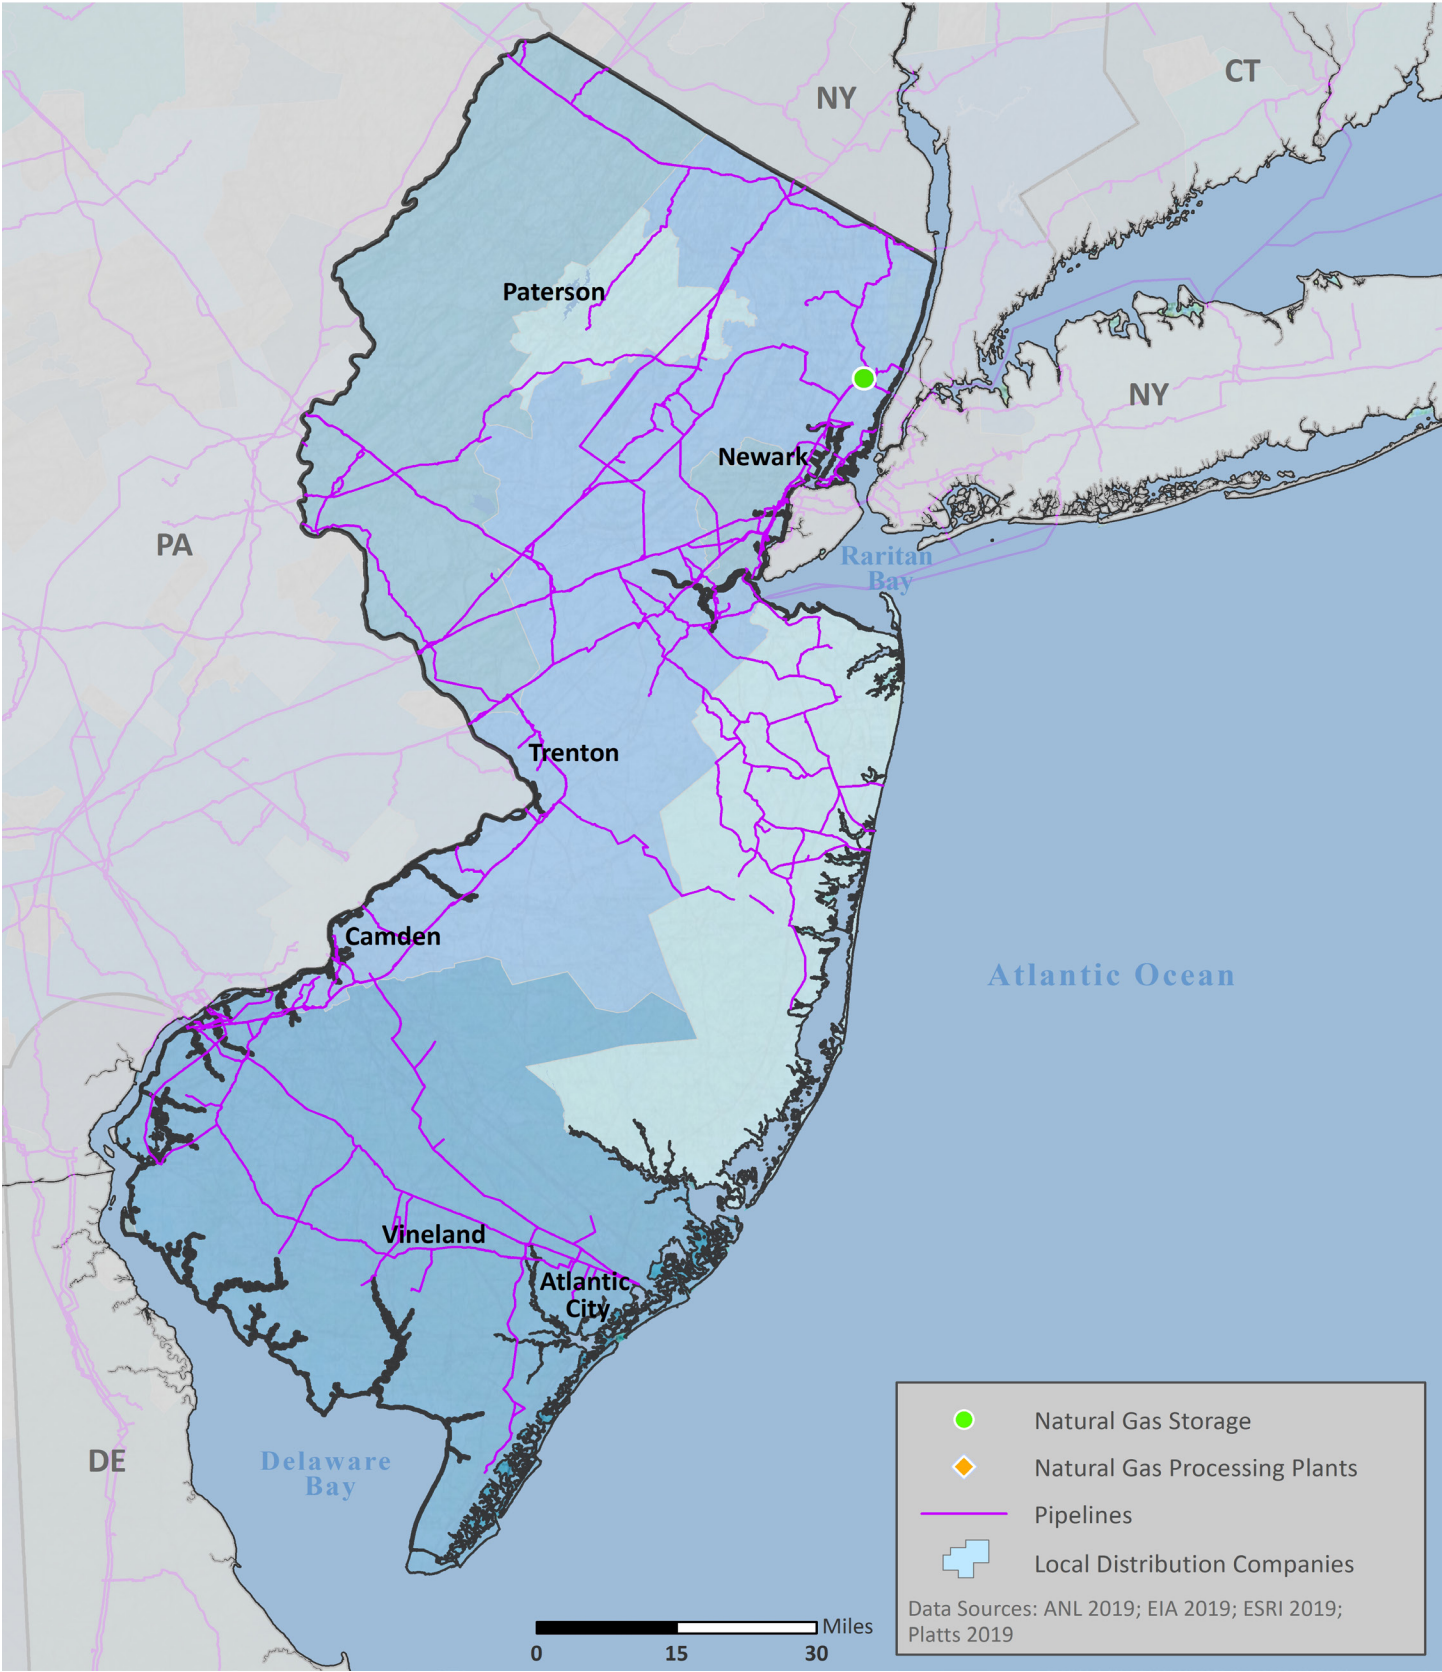 CT
NY
Paterson
NY
Newark
PA
Raritan
Bay
Trenton
Camden
Atlantic Ocean
Vineland
Atlantic
City
DE
Delaware
Bay
Natural Gas Storage
Natural Gas Processing Plants
Pipelines
Local Distribution Companies
Data Sources: ANL 2019; EIA 2019; ESRI 2019;
Platts 2019
Miles
0 15 30